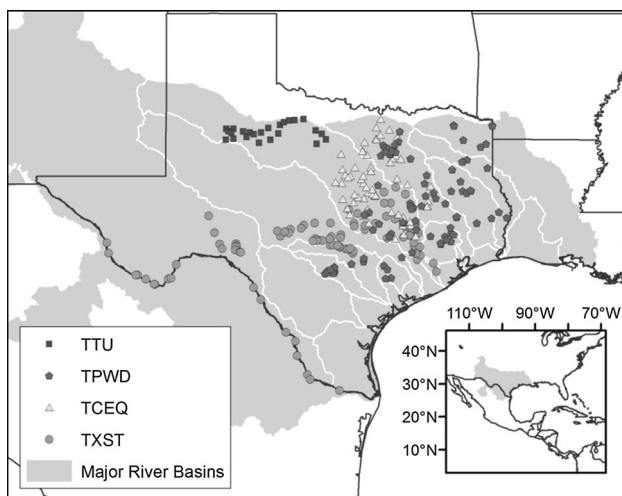 TTU
TPWD
TCEQ
TXST
Major River Basins
110°W 90°W 70°W
40°N
30°N
20°N
10°N